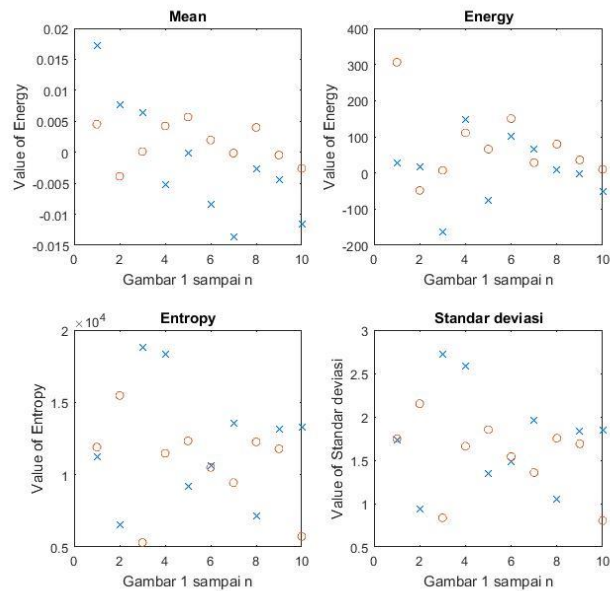 Mean
Value of Energy
0.02
0.015
0.01
0.005
0
-0.005
-0.01
-0.015
0 2 4 6 8 10
Gambar 1 sampai n
Energy
Value of Energy
400
300
200
100
0
-100
-200
0 2 4 6 8 10
Gambar 1 sampai n
Entropy
×10⁴
Value of Entropy
2
1.5
1
0.5
0 2 4 6 8 10
Gambar 1 sampai n
Standar deviasi
Value of Standar deviasi
3
2.5
2
1.5
1
0.5
0 2 4 6 8 10
Gambar 1 sampai n